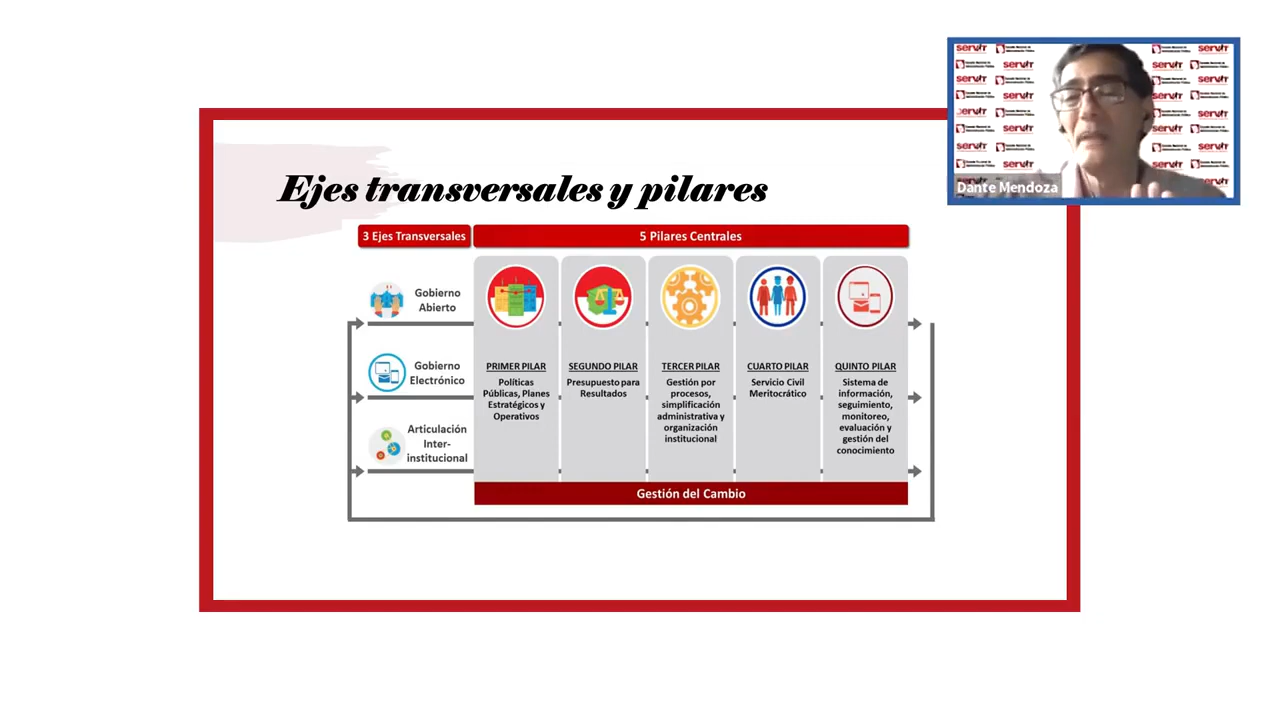 Ejes transversales y pilares
3 Ejes Transversales
5 Pilares Centrales
Gobierno
Abierto
Gobierno
Electrónico
Articulación
Inter-
institucional
PRIMER PILAR
Políticas
Públicas, Planes
Estratégicos y
Operativos
SEGUNDO PILAR
Presupuesto para
Resultados
TERCER PILAR
Gestión por
procesos,
simplificación
administrativa y
organización
institucional
CUARTO PILAR
Servicio Civil
Meritocrático
QUINTO PILAR
Sistema de
información,
seguimiento,
monitoreo,
evaluación y
gestión del
conocimiento
Gestión del Cambio
servir
Dante Mendoza